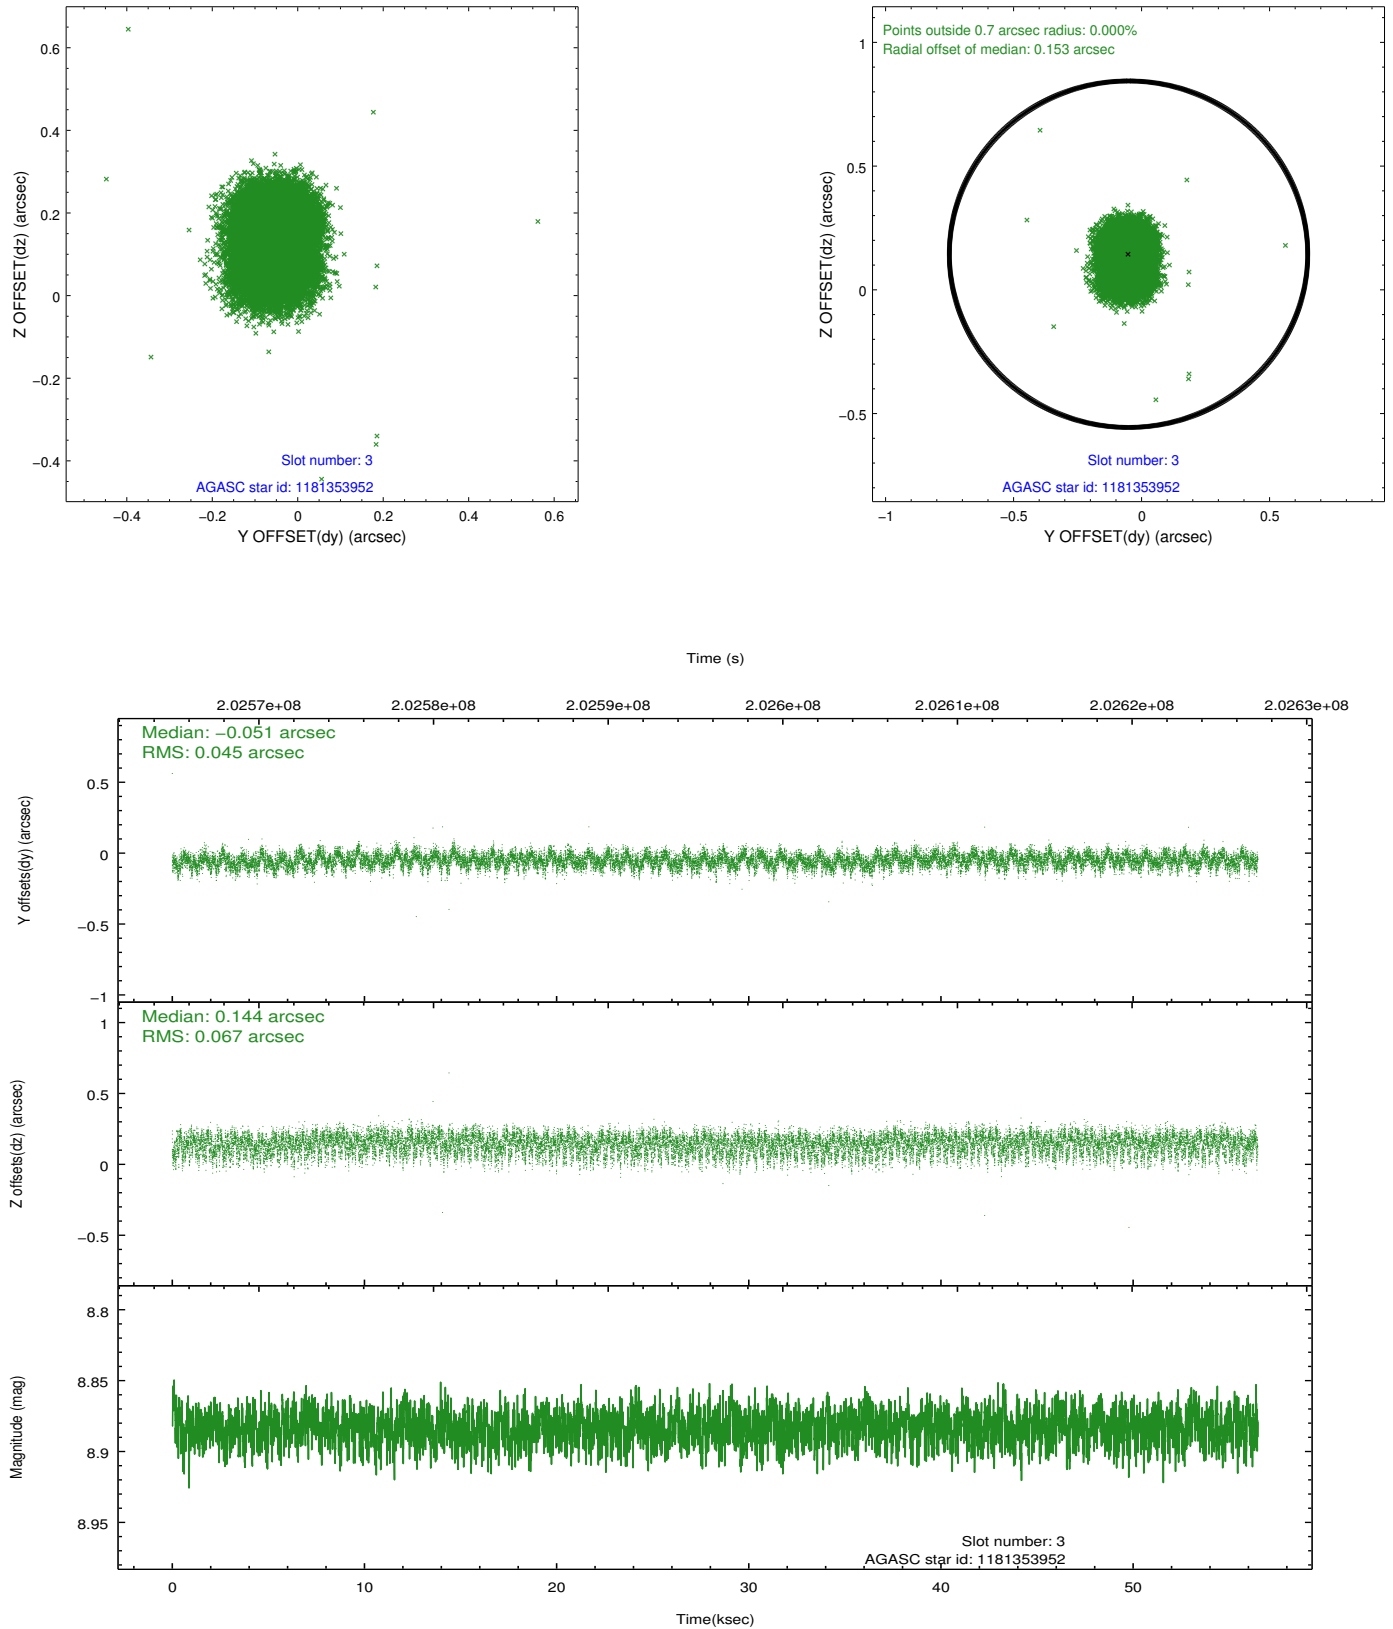 0.6
0.4
0.2
0
−0.2
−0.4
Z OFFSET(dz) (arcsec)
Slot number: 3
AGASC star id: 1181353952
−0.4 −0.2 0 0.2 0.4 0.6
Y OFFSET(dy) (arcsec)
Points outside 0.7 arcsec radius: 0.000%
Radial offset of median: 0.153 arcsec
1
0.5
0
−0.5
Z OFFSET(dz) (arcsec)
Slot number: 3
AGASC star id: 1181353952
−1 −0.5 0 0.5
Y OFFSET(dy) (arcsec)
Time (s)
2.0257e+08 2.0258e+08 2.0259e+08 2.026e+08 2.0261e+08 2.0262e+08 2.0263e+08
Median: −0.051 arcsec
RMS: 0.045 arcsec
0.5
0
−0.5
−1
Y offsets(dy) (arcsec)
Median: 0.144 arcsec
RMS: 0.067 arcsec
1
0.5
0
−0.5
Z offsets(dz) (arcsec)
8.8
8.85
8.9
8.95
Magnitude (mag)
Slot number: 3
AGASC star id: 1181353952
0 10 20 30 40 50
Time(ksec)